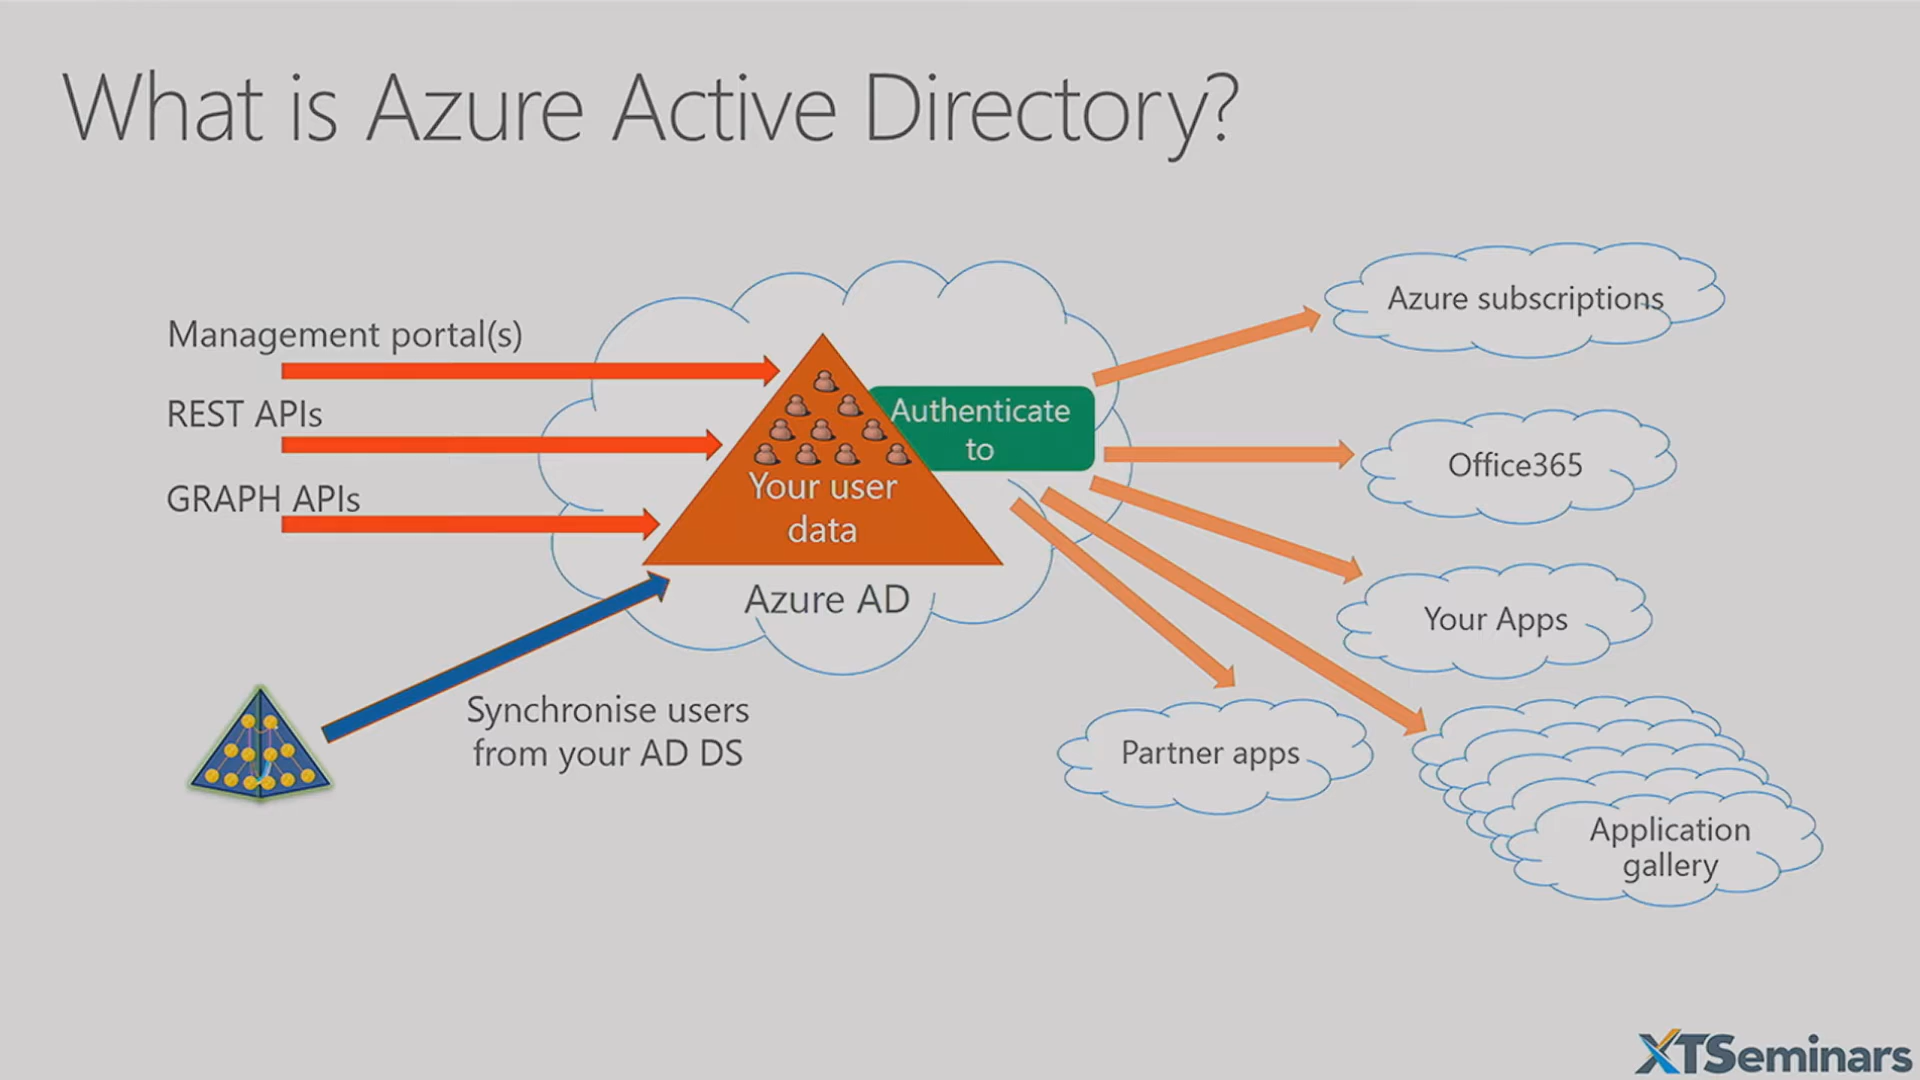 What is Azure Active Directory?
Management portal(s)
REST APIs
GRAPH APIs
Your user
data
Azure AD
Authenticate
to
Synchronise users
from your AD DS
Azure subscriptions
Office365
Your Apps
Partner apps
Application
gallery
XTSeminars